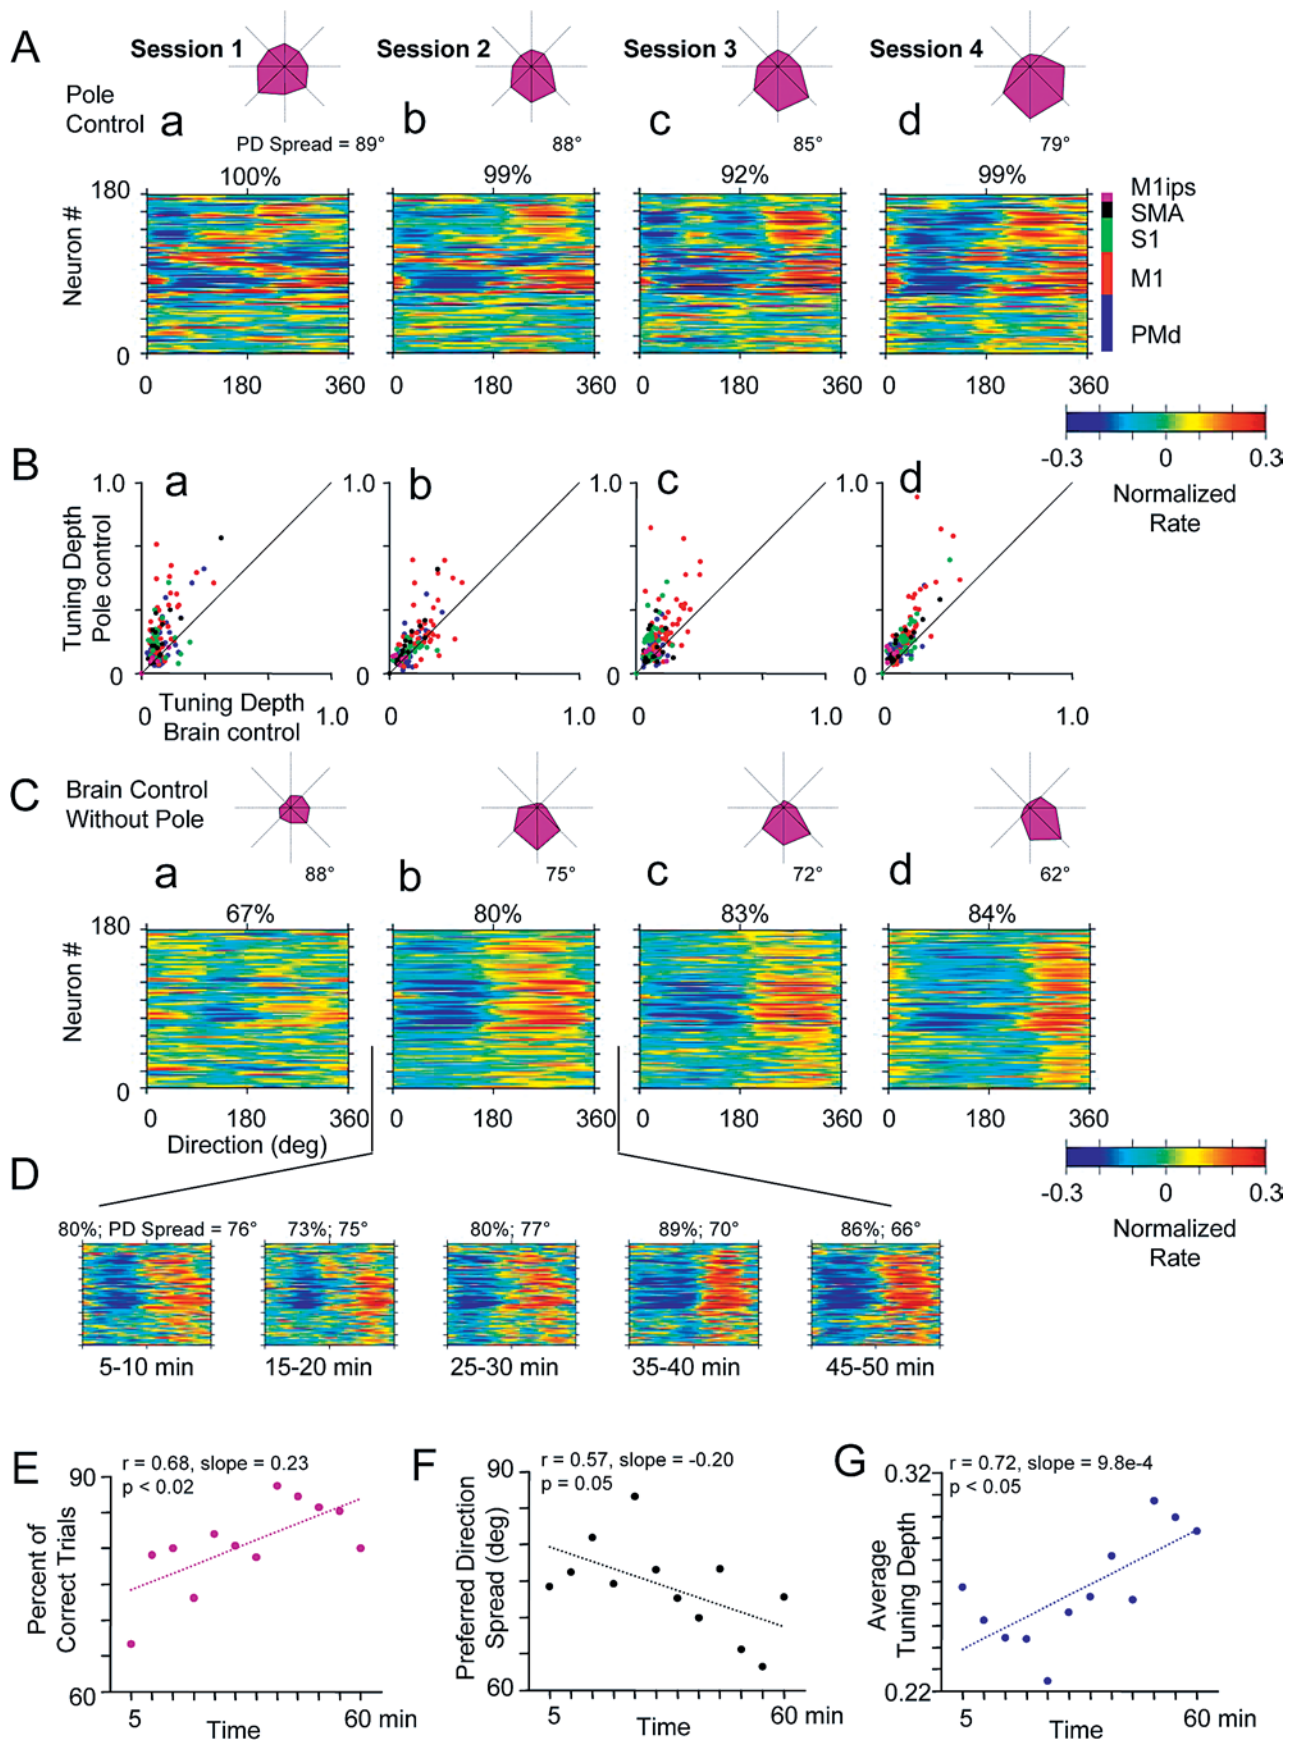 A
Session 1
Session 2
Session 3
Session 4
Pole
Control
a
b
c
d
PD Spread = 89°
88°
85°
79°
100%
99%
92%
99%
180
Neuron #
0
0
180
360
0
180
360
0
180
360
0
180
360
M1ips
SMA
S1
M1
PMd
-0.3
0
0.3
Normalized
Rate
B
a
b
c
d
1.0
1.0
1.0
1.0
Tuning Depth
Pole control
0
0
0
0
0
Tuning Depth
Brain control
1.0
0
1.0
0
1.0
0
1.0
C
Brain Control
Without Pole
a
b
c
d
88°
75°
72°
62°
67%
80%
83%
84%
180
Neuron #
0
0
180
360
0
180
360
0
180
360
0
180
360
Direction (deg)
-0.3
0
0.3
Normalized
Rate
D
80%; PD Spread = 76°
73%; 75°
80%; 77°
89%; 70°
86%; 66°
5-10 min
15-20 min
25-30 min
35-40 min
45-50 min
E
r = 0.68, slope = 0.23
p < 0.02
90
Percent of
Correct Trials
60
5
Time
60 min
F
r = 0.57, slope = -0.20
p = 0.05
90
Preferred Direction
Spread (deg)
60
5
Time
60 min
G
r = 0.72, slope = 9.8e-4
p < 0.05
0.32
Average
Tuning Depth
0.22
5
Time
60 min